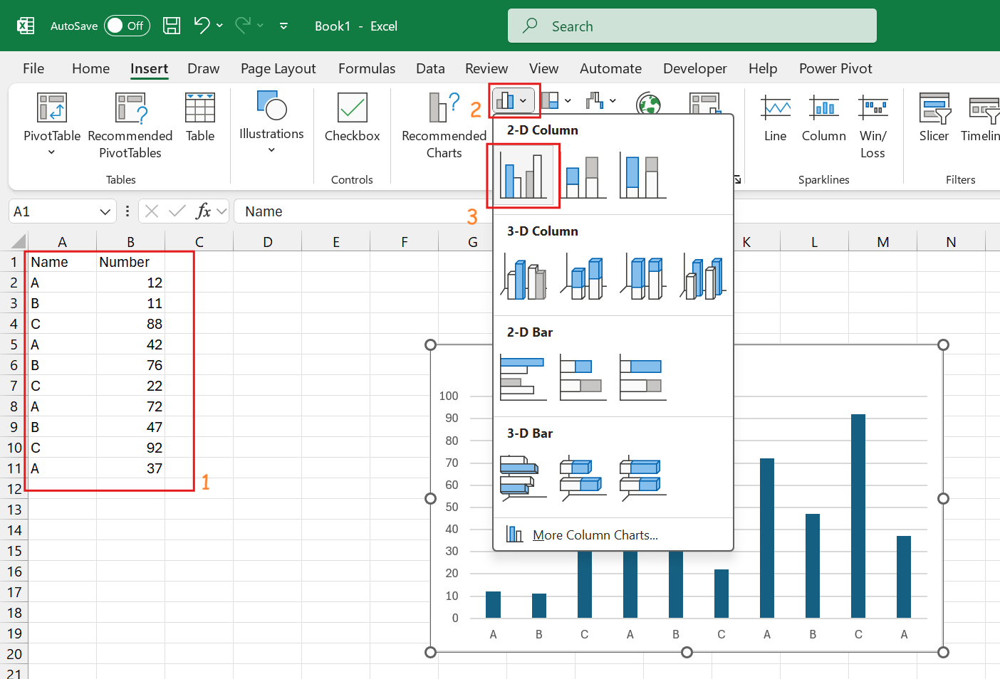 AutoSave Off Book1 - Excel Search
File Home Insert Draw Page Layout Formulas Data Review View Automate Developer Help Power Pivot
PivotTable
Recommended
PivotTables
Table
Tables
Illustrations
Checkbox
Controls
Recommended
Charts
2
Line
Column
Win/
Loss
Sparklines
Slicer
Timelin
Filters
2-D Column
3
3-D Column
2-D Bar
3-D Bar
More Column Charts...
A1 fx Name
A B C D E F G K L M N
1 Name Number
2 A 12
3 B 11
4 C 88
5 A 42
6 B 76
7 C 22
8 A 72
9 B 47
10 C 92
11 A 37
12
1
13
14
15
16
17
18
19
20
21
100
90
80
70
60
50
40
30
20
10
0
A B C A B C A B C A